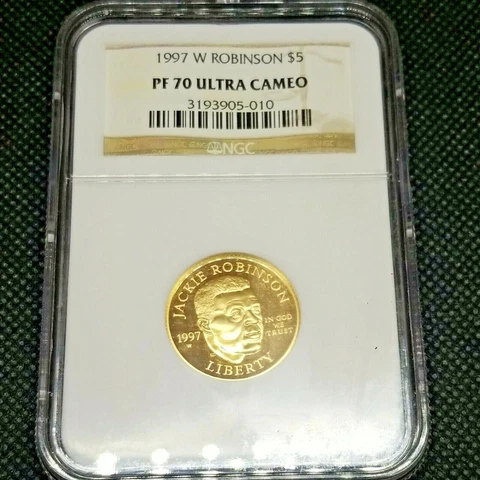 1997 W ROBINSON $5
PF 70 ULTRA CAMEO
3193905-010
NGC
JACKIE ROBINSON
IN GOD
WE
TRUST
1997
W
LIBERTY